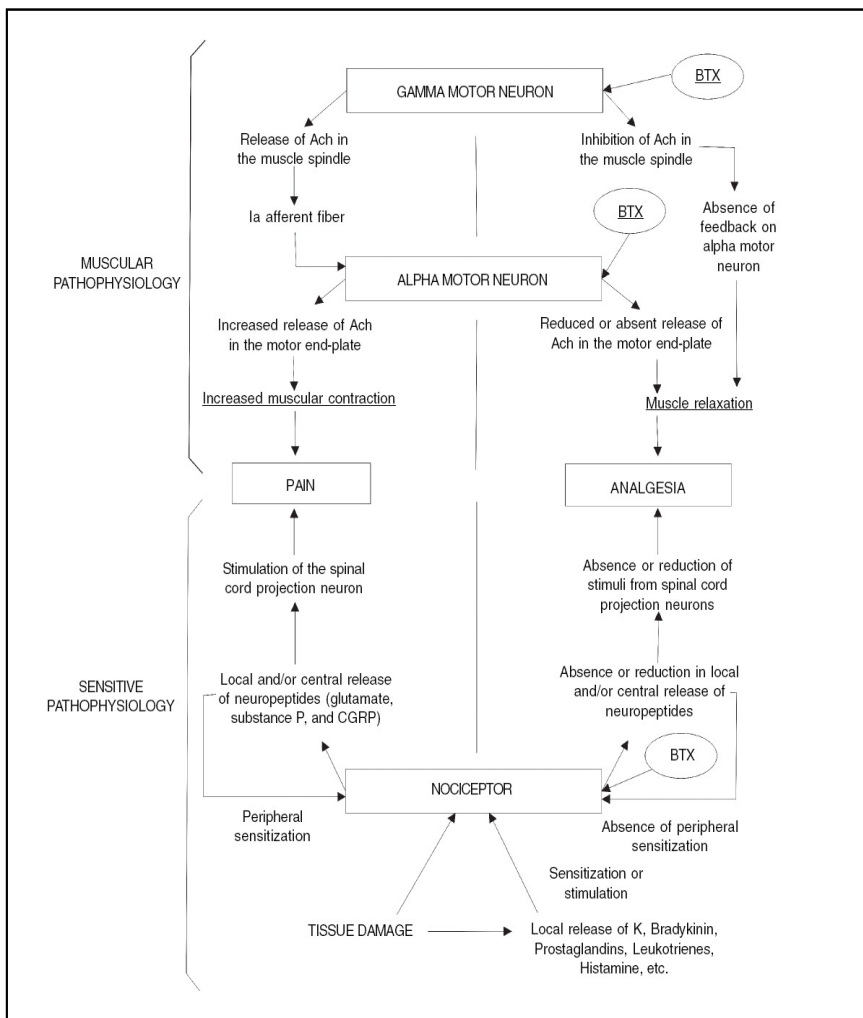 BTX
GAMMA MOTOR NEURON
Release of Ach in
the muscle spindle
Inhibition of Ach in
the muscle spindle
Ia afferent fiber
BTX
Absence of
feedback on
alpha motor
neuron
MUSCULAR
PATHOPHYSIOLOGY
ALPHA MOTOR NEURON
Increased release of Ach
in the motor end-plate
Reduced or absent release of
Ach in the motor end-plate
Increased muscular contraction
Muscle relaxation
PAIN
ANALGESIA
Stimulation of the spinal
cord projection neuron
Absence or reduction of
stimuli from spinal cord
projection neurons
SENSITIVE
PATHOPHYSIOLOGY
Local and/or central release
of neuropeptides (glutamate,
substance P, and CGRP)
Absence or reduction in local
and/or central release of
neuropeptides
BTX
NOCICEPTOR
Peripheral
sensitization
Absence of peripheral
sensitization
Sensitization or
stimulation
TISSUE DAMAGE
Local release of K, Bradykinin,
Prostaglandins, Leukotrienes,
Histamine, etc.